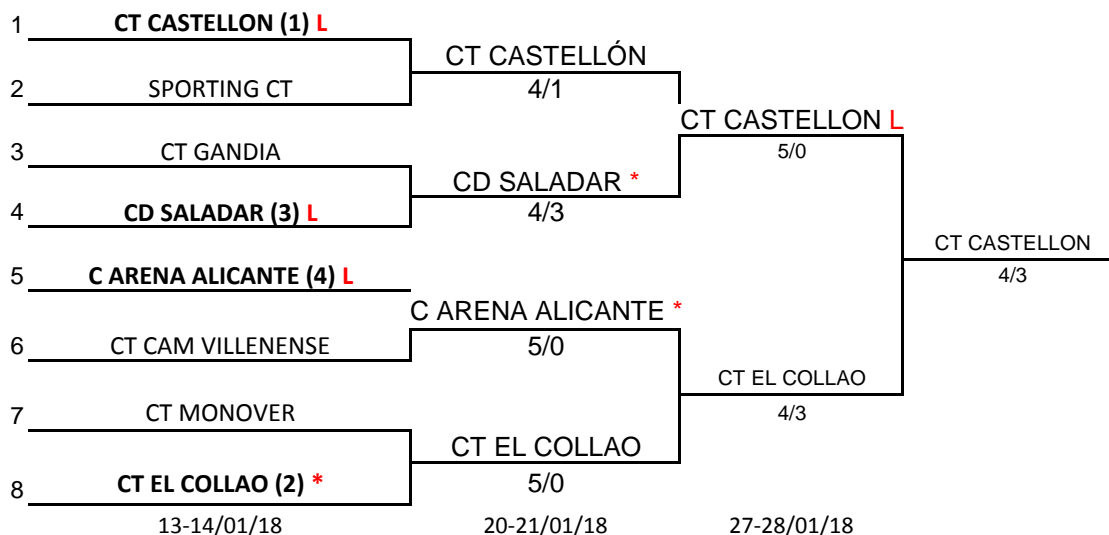 1 CT CASTELLON (1) L
CT CASTELLÓN
4/1
2 SPORTING CT
CT CASTELLON L
5/0
3 CT GANDIA
CD SALADAR *
4/3
4 CD SALADAR (3) L
CT CASTELLON
4/3
5 C ARENA ALICANTE (4) L
C ARENA ALICANTE *
5/0
6 CT CAM VILLENENSE
CT EL COLLAO
4/3
7 CT MONOVER
CT EL COLLAO
5/0
8 CT EL COLLAO (2) *
13-14/01/18 20-21/01/18 27-28/01/18